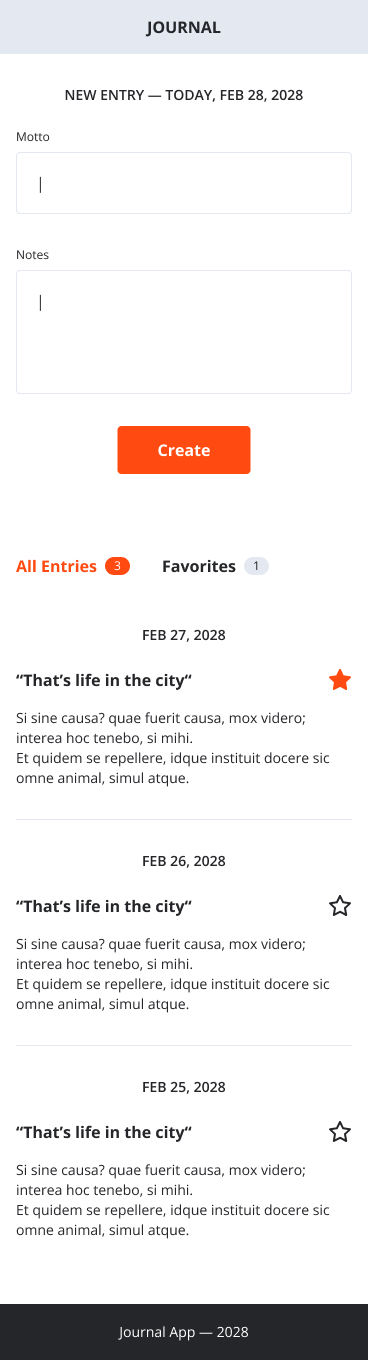 JOURNAL
NEW ENTRY — TODAY, FEB 28, 2028
Motto
|
Notes
|
Create
All Entries 3 Favorites 1
FEB 27, 2028
“That’s life in the city“
Si sine causa? quae fuerit causa, mox videro;
interea hoc tenebo, si mihi.
Et quidem se repellere, idque instituit docere sic
omne animal, simul atque.
FEB 26, 2028
“That’s life in the city“
Si sine causa? quae fuerit causa, mox videro;
interea hoc tenebo, si mihi.
Et quidem se repellere, idque instituit docere sic
omne animal, simul atque.
FEB 25, 2028
“That’s life in the city“
Si sine causa? quae fuerit causa, mox videro;
interea hoc tenebo, si mihi.
Et quidem se repellere, idque instituit docere sic
omne animal, simul atque.
Journal App — 2028